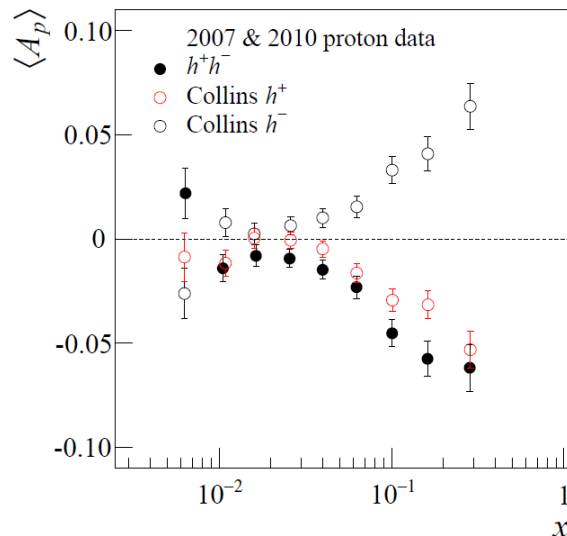 ⟨A_p⟩
2007 & 2010 proton data
h⁺h⁻
Collins h⁺
Collins h⁻
0.10
0.05
0
-0.05
-0.10
10⁻²
10⁻¹
1
x